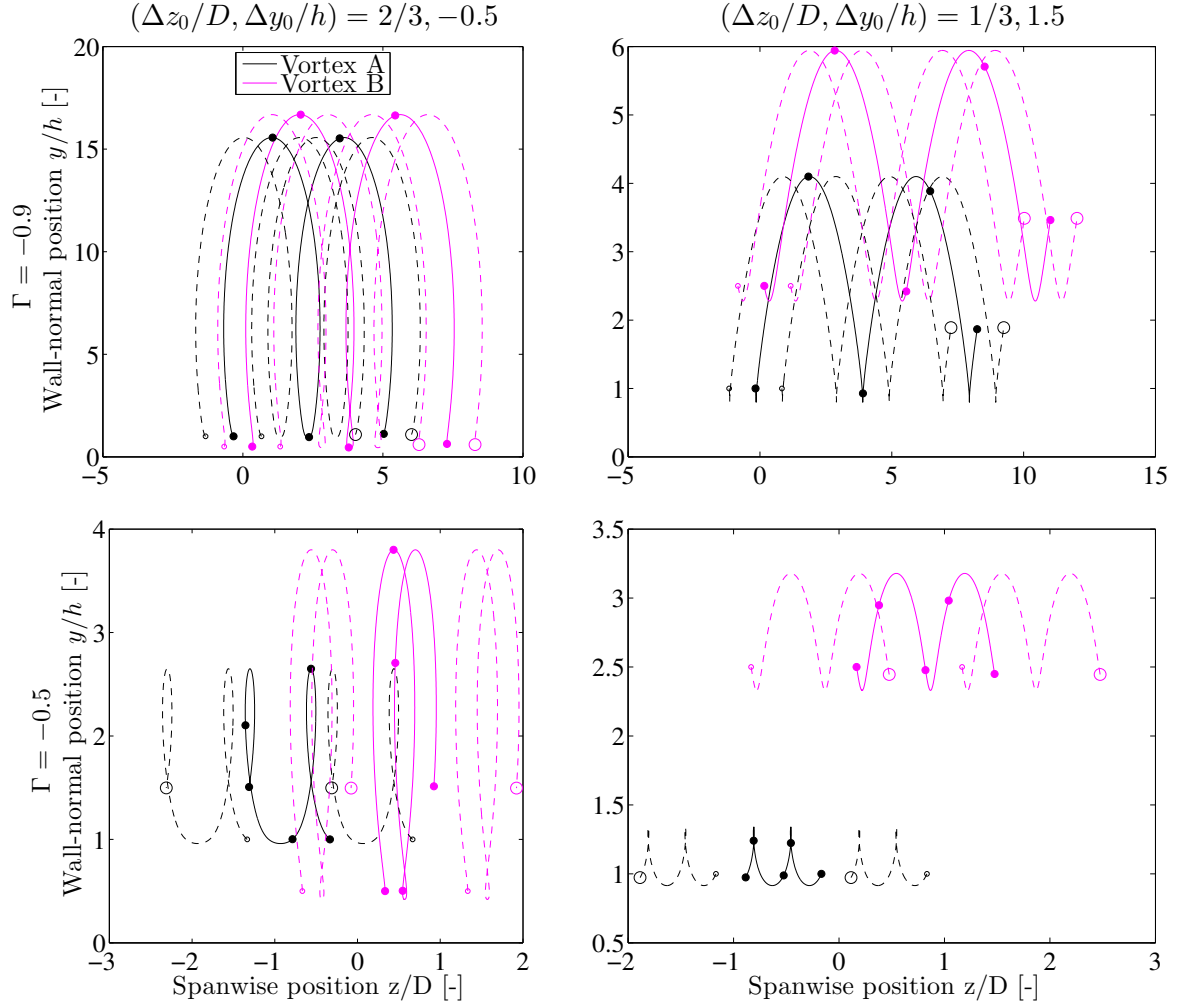 (Δz₀/D, Δy₀/h) = 2/3, −0.5
(Δz₀/D, Δy₀/h) = 1/3, 1.5
Vortex A
Vortex B
Γ = −0.9
Wall-normal position y/h [-]
20
15
10
5
0
−5 0 5 10
6
5
4
3
2
1
0
−5 0 5 10 15
Γ = −0.5
Wall-normal position y/h [-]
4
3
2
1
0
−3 −2 −1 0 1 2
Spanwise position z/D [-]
3.5
3
2.5
2
1.5
1
0.5
−2 −1 0 1 2 3
Spanwise position z/D [-]